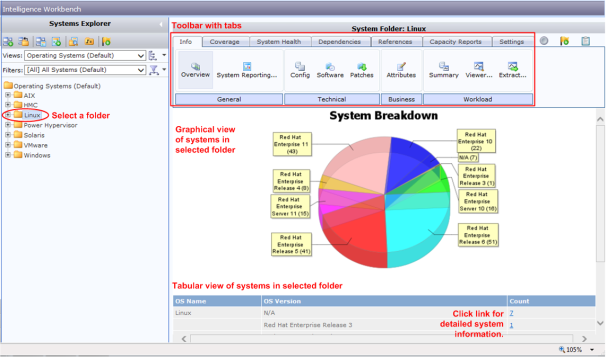 Intelligence Workbench
Systems Explorer
Toolbar with tabs
System Folder: Linux
Info
Coverage
System Health
Dependencies
References
Capacity Reports
Settings
Views: Operating Systems (Default)
Filters: [All] All Systems (Default)
Overview
System Reporting...
Config
Software
Patches
Attributes
Summary
Viewer...
Extract...
General
Technical
Business
Workload
Operating Systems (Default)
AIX
HMC
Linux
Select a folder
Power Hypervisor
Solaris
VMware
Windows
System Breakdown
Graphical view
of systems in
selected folder
Red Hat
Enterprise 11
(43)
Red Hat
Enterprise 10
(22)
N/A (7)
Red Hat
Enterprise
Release 3 (1)
Red Hat
Enterprise
Release 4 (8)
Red Hat
Enterprise
Server 11 (15)
Red Hat
Enterprise
Server 10 (16)
Red Hat
Enterprise
Release 5 (41)
Red Hat
Enterprise
Release 6 (51)
Tabular view of systems in selected folder
OS Name
OS Version
Count
Linux
N/A
7
Red Hat Enterprise Release 3
1
Click link for
detailed system
information.
105%